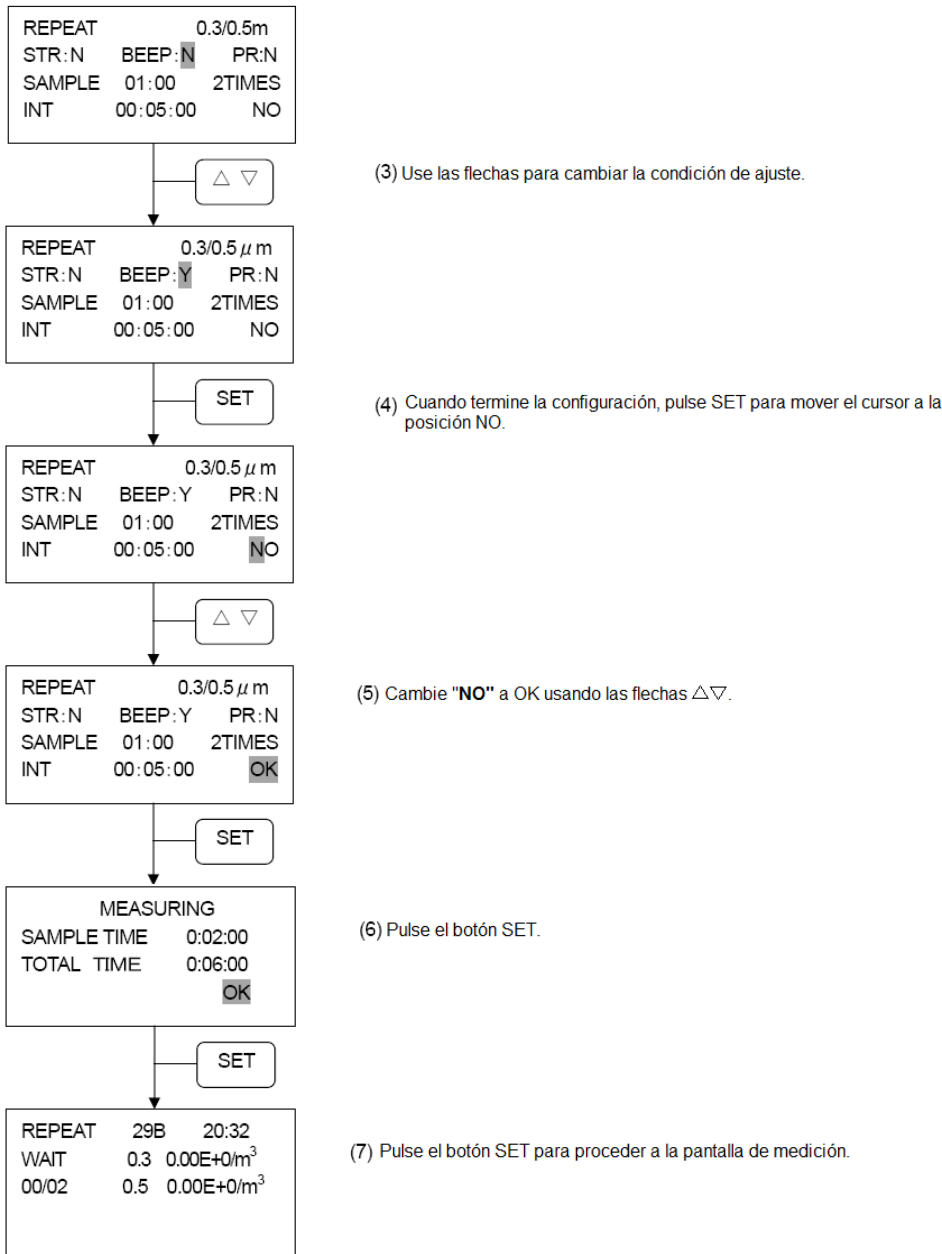 REPEAT 0.3/0.5m
STR:N BEEP:N PR:N
SAMPLE 01:00 2TIMES
INT 00:05:00 NO
△ ▽
(3) Use las flechas para cambiar la condición de ajuste.
REPEAT 0.3/0.5 μ m
STR:N BEEP:Y PR:N
SAMPLE 01:00 2TIMES
INT 00:05:00 NO
SET
(4) Cuando termine la configuración, pulse SET para mover el cursor a la
posición NO.
REPEAT 0.3/0.5 μ m
STR:N BEEP:Y PR:N
SAMPLE 01:00 2TIMES
INT 00:05:00 NO
△ ▽
REPEAT 0.3/0.5 μ m
STR:N BEEP:Y PR:N
SAMPLE 01:00 2TIMES
INT 00:05:00 OK
(5) Cambie "NO" a OK usando las flechas △▽.
SET
MEASURING
SAMPLE TIME 0:02:00
TOTAL TIME 0:06:00
OK
(6) Pulse el botón SET.
SET
REPEAT 29B 20:32
WAIT 0.3 0.00E+0/m³
00/02 0.5 0.00E+0/m³
(7) Pulse el botón SET para proceder a la pantalla de medición.